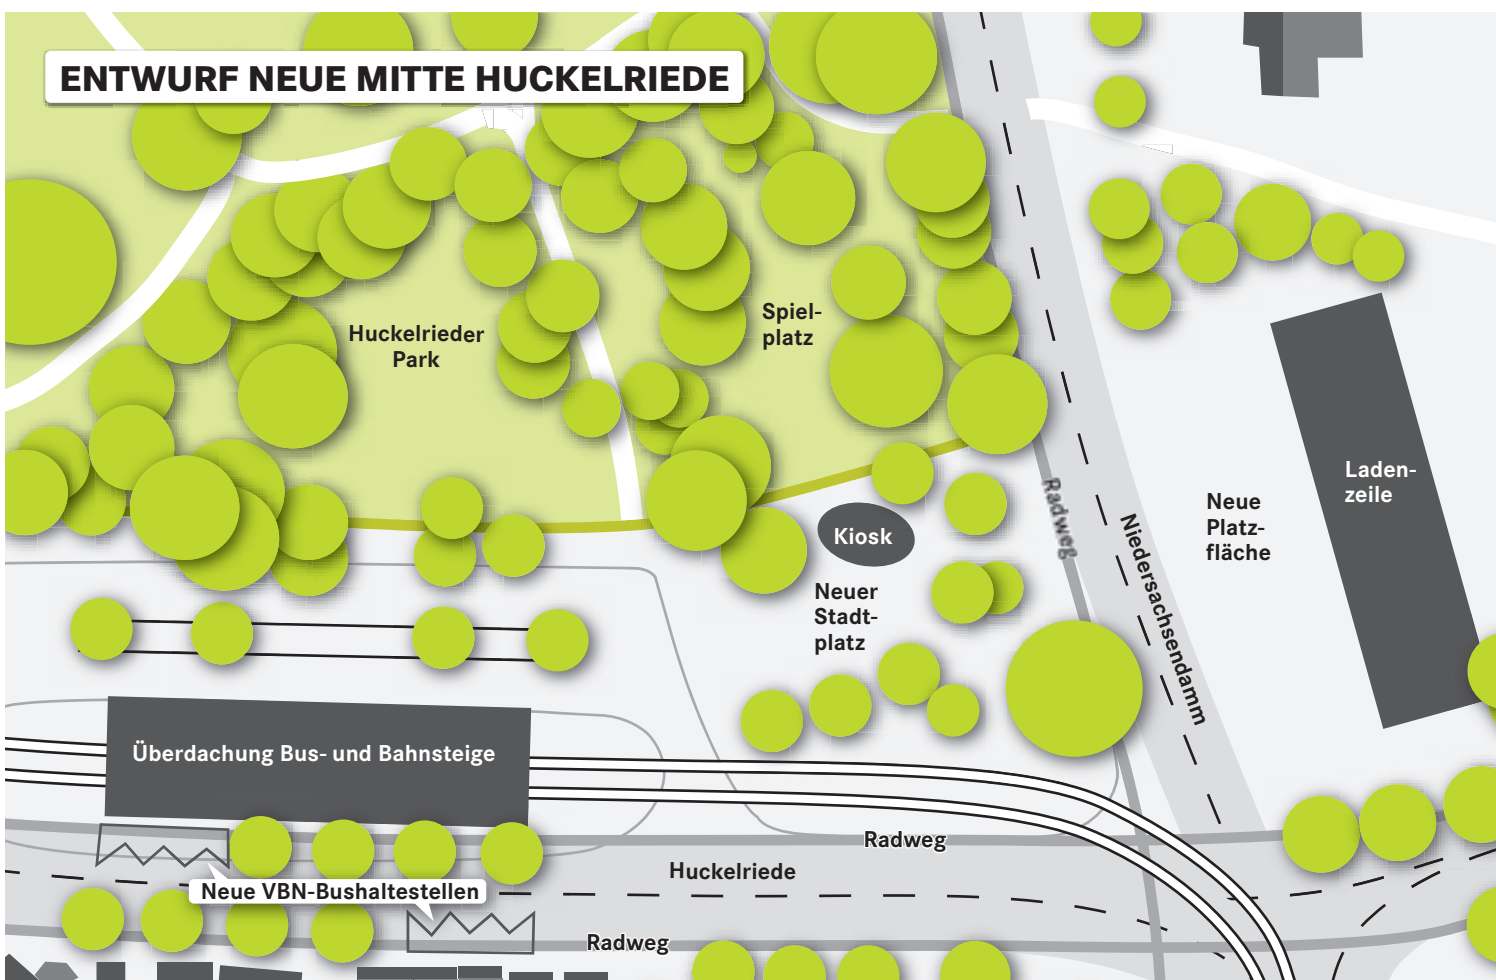 ENTWURF NEUE MITTE HUCKELRIEDE
Huckelrieder
Park
Spiel-
platz
Kiosk
Neuer
Stadt-
platz
Radweg
Niedersachsendamm
Neue
Platz-
fläche
Laden-
zeile
Überdachung Bus- und Bahnsteige
Radweg
Huckelriede
Neue VBN-Bushaltestellen
Radweg